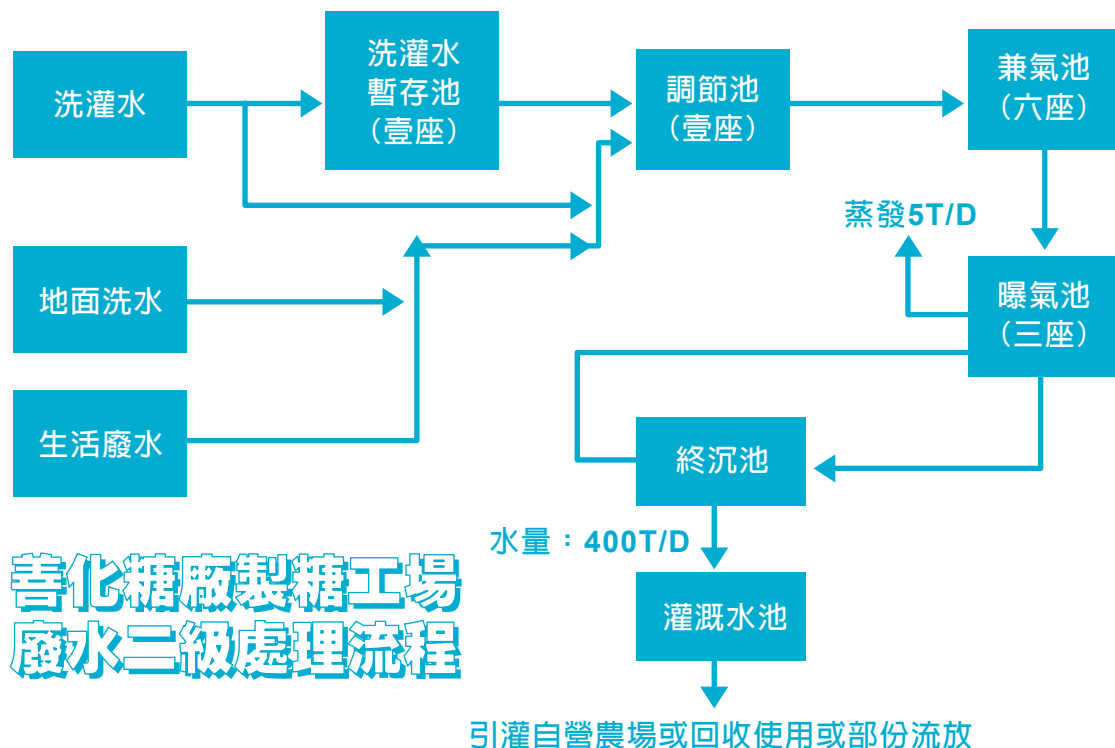 洗灌水
洗灌水
暫存池
（壹座）
調節池
（壹座）
兼氣池
（六座）
蒸發5T/D
地面洗水
曝氣池
（三座）
生活廢水
終沉池
水量：400T/D
善化糖廠製糖工場
廢水二級處理流程
灌溉水池
引灌自營農場或回收使用或部份流放